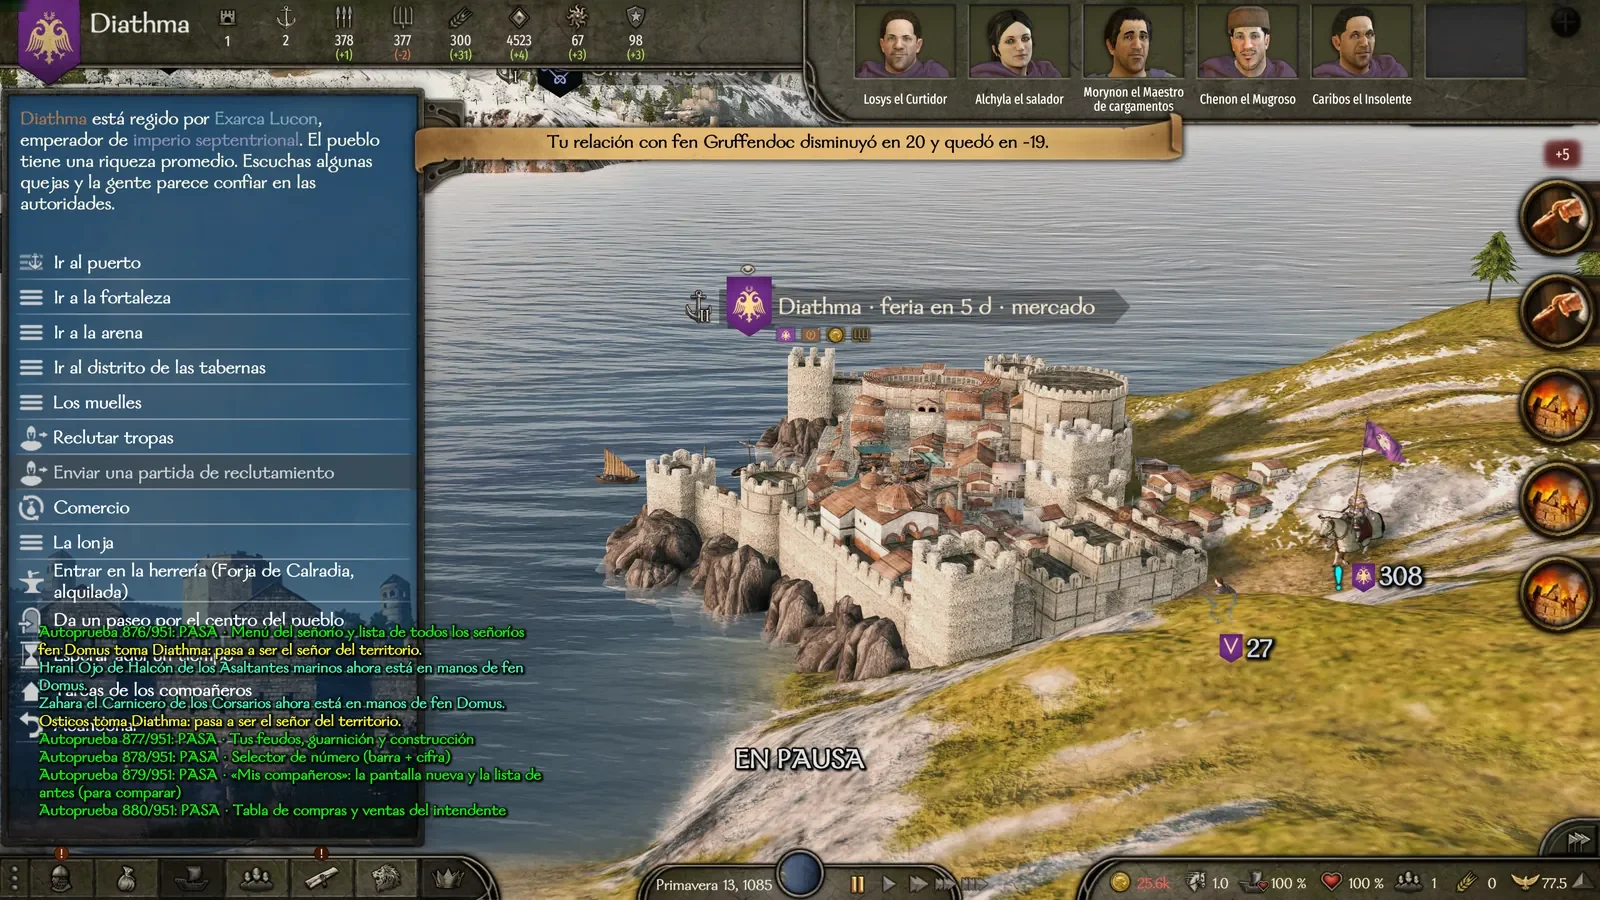 Diathma
1
2
378
377
300
4523
67
98
(+1)
(-2)
(+31)
(+4)
(+3)
(+3)
Losys el Curtidor
Alchyla el salador
Morynon el Maestro
de cargamentos
Chenon el Mugroso
Caribos el Insolente
Diathma está regido por Exarca Lucon,
emperador de imperio septentrional. El pueblo
tiene una riqueza promedio. Escuchas algunas
quejas y la gente parece confiar en las
autoridades.
Tu relación con fen Gruffendoc disminuyó en 20 y quedó en -19.
+5
Ir al puerto
Ir a la fortaleza
Ir a la arena
Ir al distrito de las tabernas
Los muelles
Reclutar tropas
Enviar una partida de reclutamiento
Comercio
La lonja
Entrar en la herrería (Forja de Calradia,
alquilada)
Da un paseo por el centro del pueblo
Autoprueba 876/951: PASA · Menú del señorío y lista de todos los señoríos
fen Domus toma Diathma: pasa a ser el señor del territorio.
Esperar aquí un tiempo
Hrani Ojo de Halcón de los Asaltantes marinos ahora está en manos de fen
Domus.
Tareas de los compañeros
Zahara el Carnicero de los Corsarios ahora está en manos de fen Domus.
Osticos toma Diathma: pasa a ser el señor del territorio.
Abandonar
Autoprueba 877/951: PASA · Tus feudos, guarnición y construcción
Autoprueba 878/951: PASA · Selector de número (barra + cifra)
Autoprueba 879/951: PASA · «Mis compañeros»: la pantalla nueva y la lista de
antes (para comparar)
Autoprueba 880/951: PASA · Tabla de compras y ventas del intendente
II
Diathma · feria en 5 d · mercado
308
V 27
EN PAUSA
Primavera 13, 1085
25.6k
1.0
100 %
100 %
1
0
77.5